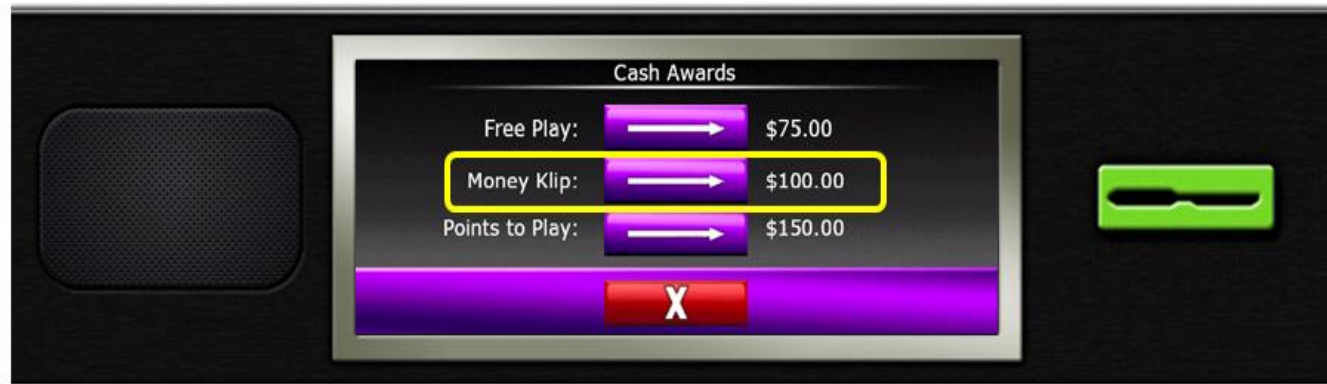 Cash Awards
Free Play: $75.00
Money Klip: $100.00
Points to Play: $150.00
X